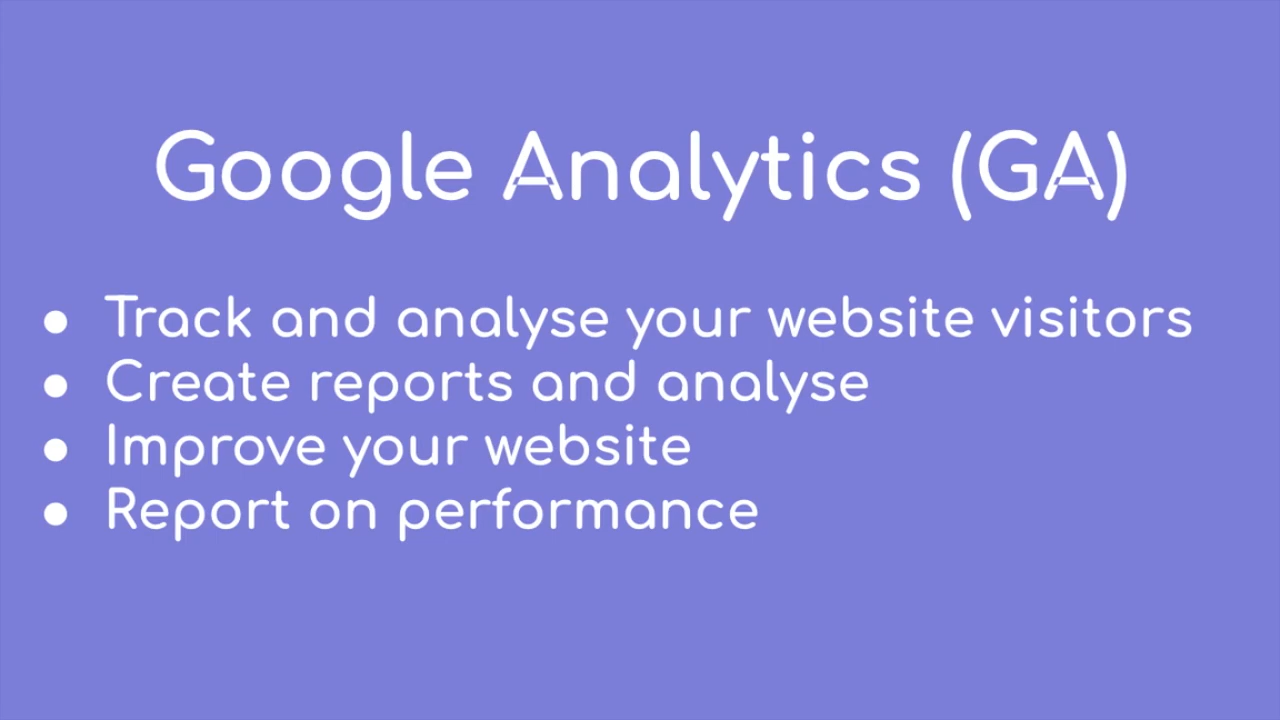 Google Analytics (GA)
● Track and analyse your website visitors
● Create reports and analyse
● Improve your website
● Report on performance